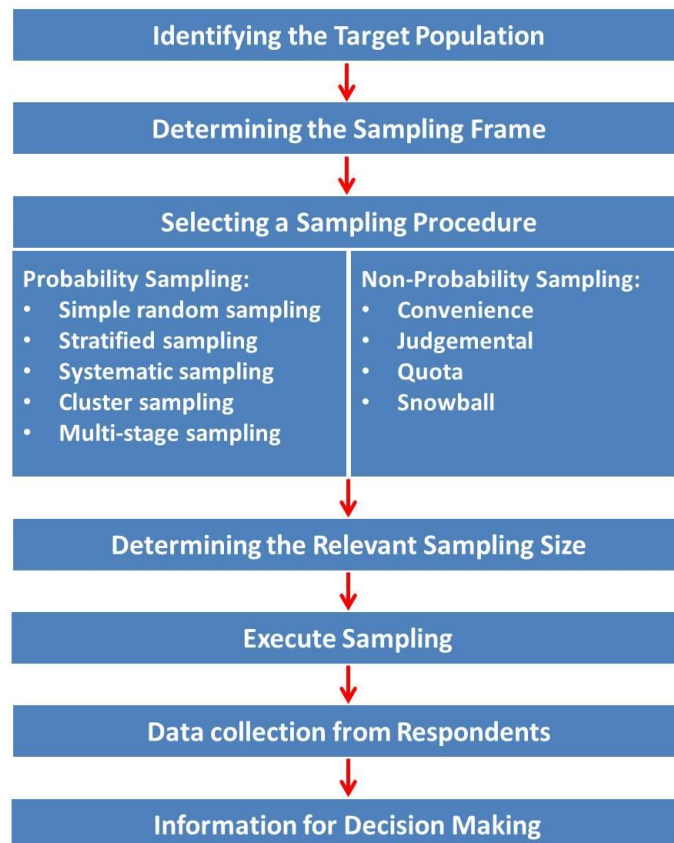 Identifying the Target Population
Determining the Sampling Frame
Selecting a Sampling Procedure
Probability Sampling:
• Simple random sampling
• Stratified sampling
• Systematic sampling
• Cluster sampling
• Multi-stage sampling
Non-Probability Sampling:
• Convenience
• Judgemental
• Quota
• Snowball
Determining the Relevant Sampling Size
Execute Sampling
Data collection from Respondents
Information for Decision Making